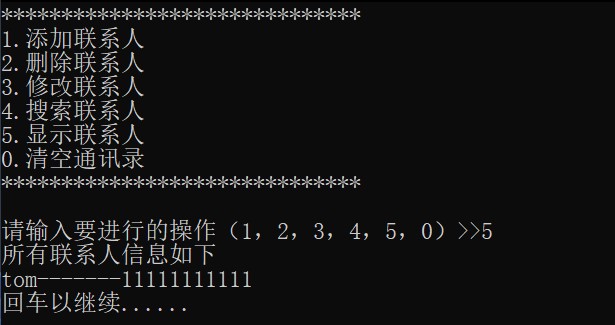 ******************************
1.添加联系人
2.删除联系人
3.修改联系人
4.搜索联系人
5.显示联系人
0.清空通讯录
******************************
请输入要进行的操作（1，2，3，4，5，0）>>5
所有联系人信息如下
tom-------11111111111
回车以继续......